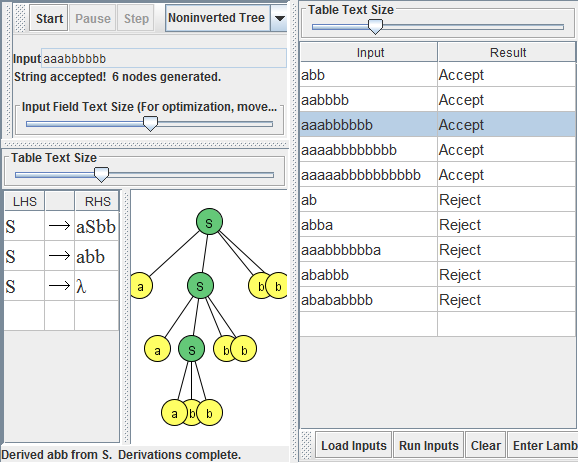 Start Pause Step Noninverted Tree
Input aaabbbbbb
String accepted! 6 nodes generated.
Input Field Text Size (For optimization, move...
Table Text Size
LHS RHS
S → aSbb
S → abb
S → λ
S
a S b b
a S b b
a b b
Derived abb from S. Derivations complete.
Table Text Size
Input Result
abb Accept
aabbbb Accept
aaabbbbbb Accept
aaaabbbbbbbb Accept
aaaaabbbbbbbbbb Accept
ab Reject
abba Reject
aaabbbbbba Reject
ababbb Reject
abababbbb Reject
Load Inputs Run Inputs Clear Enter Lamb